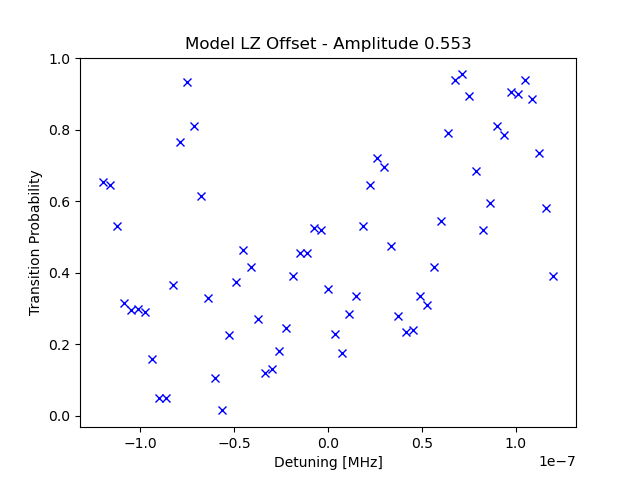 Model LZ Offset - Amplitude 0.553
1.0
0.8
0.6
0.4
0.2
0.0
Transition Probability
−1.0 −0.5 0.0 0.5 1.0
1e−7
Detuning [MHz]